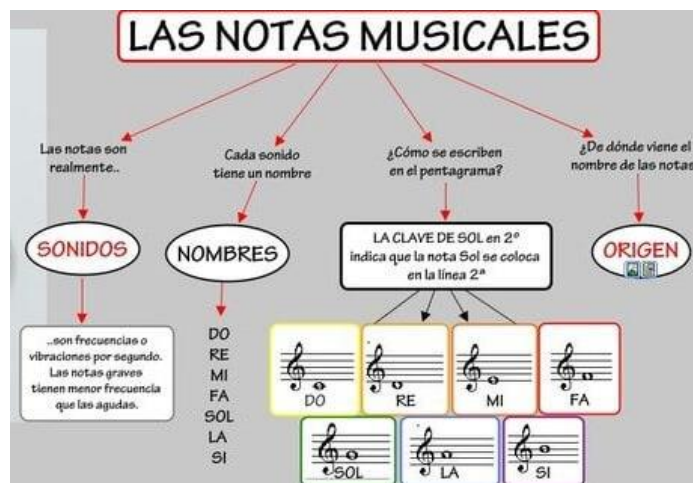 LAS NOTAS MUSICALES
Las notas son
realmente..
SONIDOS
..son frecuencias o
vibraciones por segundo.
Las notas graves
tienen menor frecuencia
que las agudas.
Cada sonido
tiene un nombre
NOMBRES
DO
RE
MI
FA
SOL
LA
SI
¿Cómo se escriben
en el pentagrama?
LA CLAVE DE SOL en 2º
indica que la nota Sol se coloca
en la línea 2ª
DO
RE
MI
FA
SOL
LA
SI
¿De dónde viene el
nombre de las notas
ORIGEN